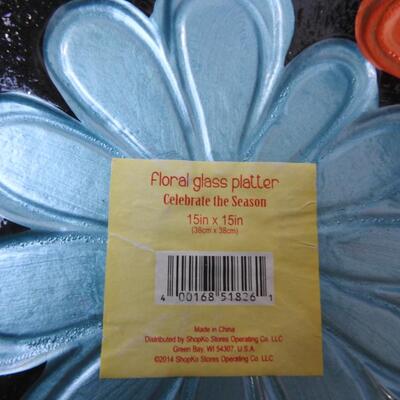 floral glass platter
Celebrate the Season
15in x 15in
(38cm x 38cm)
4 00168 51826 1
Made in China
Distributed by ShopKo Stores Operating Co. LLC
Green Bay, WI 54307, U.S.A.
©2014 ShopKo Stores Operating Co. LLC